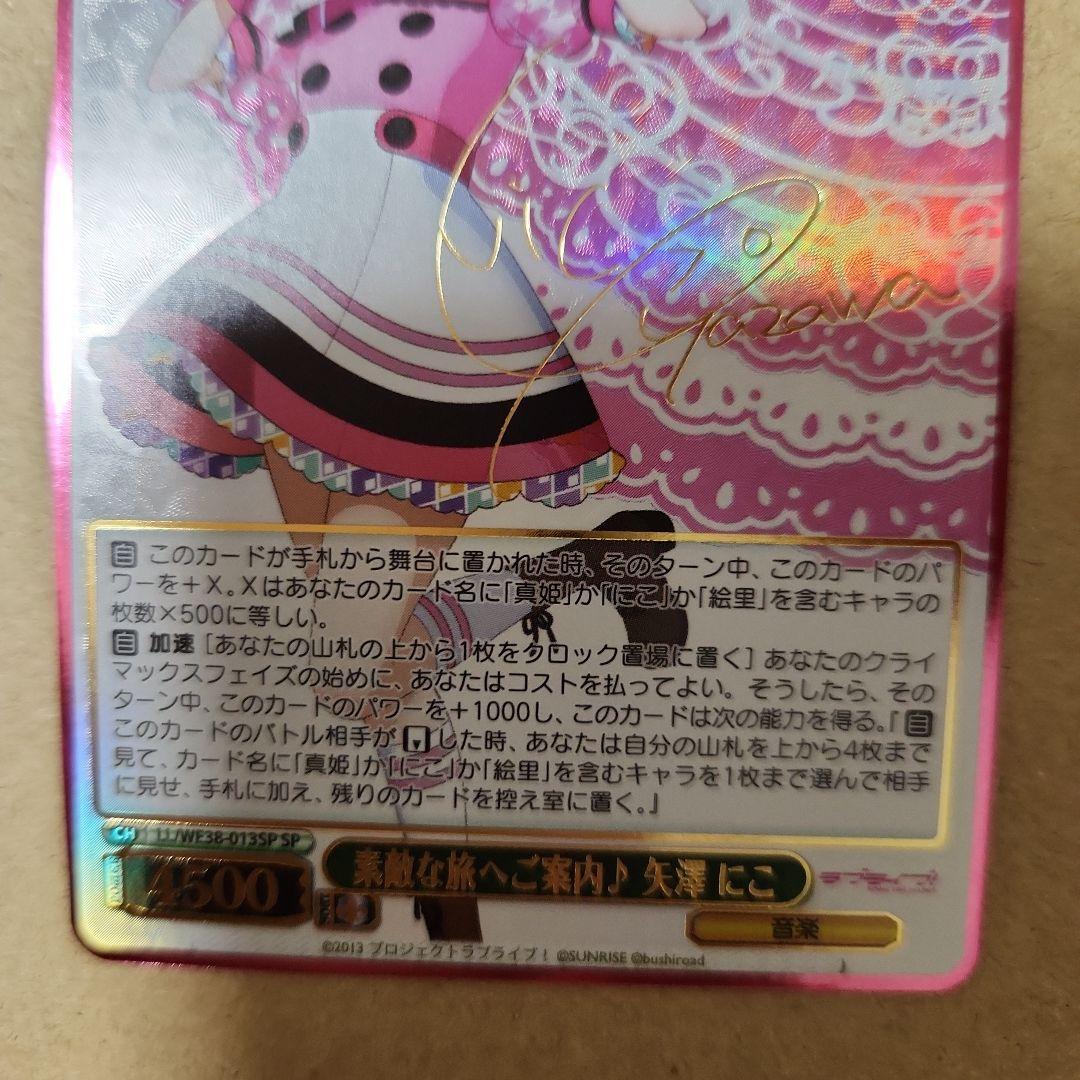 にこ Yazawa
自 このカードが手札から舞台に置かれた時、そのターン中、このカードのパ
ワーを＋X。Xはあなたのカード名に「真姫」か「にこ」か「絵里」を含むキャラの
枚数×500に等しい。
自 加速 [あなたの山札の上から1枚をクロック置場に置く] あなたのクライ
マックスフェイズの始めに、あなたはコストを払ってよい。そうしたら、その
ターン中、このカードのパワーを＋1000し、このカードは次の能力を得る。「自
このカードのバトル相手が した時、あなたは自分の山札を上から4枚まで
見て、カード名に「真姫」か「にこ」か「絵里」を含むキャラを1枚まで選んで相手
に見せ、手札に加え、残りのカードを控え室に置く。」
CH LL/WE38-013SP SP
4500
素敵な旅へご案内♪ 矢澤 にこ
ラブライブ!
音楽
©2013 プロジェクトラブライブ！ ©SUNRISE ©bushiroad